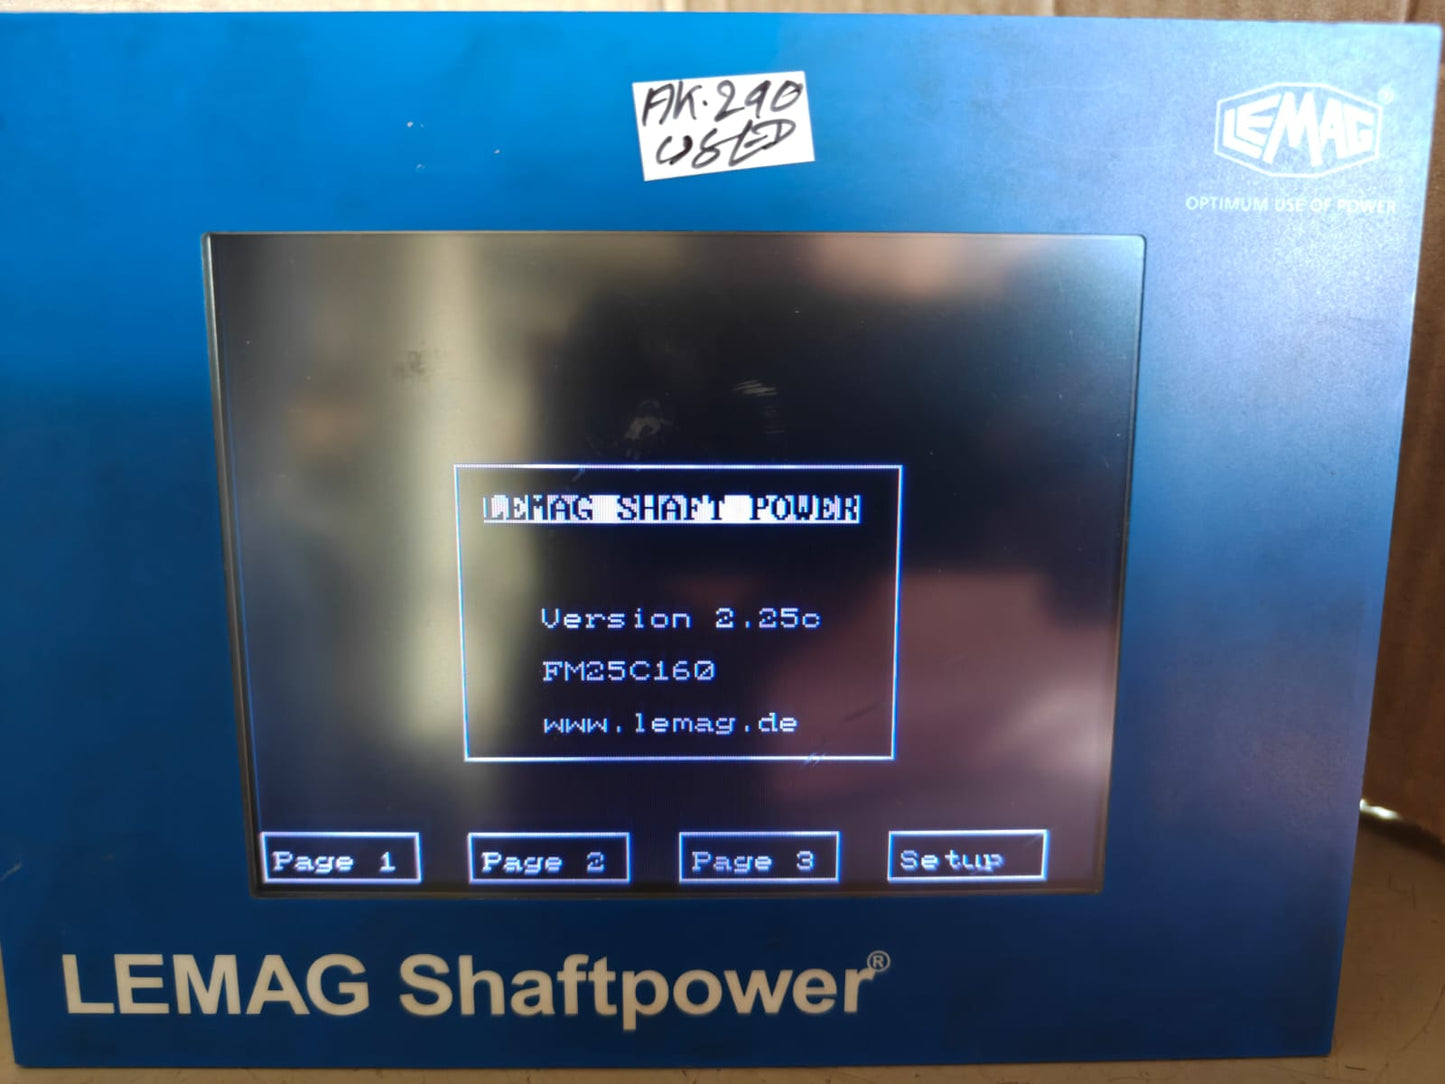 AK.290
USED
LEMAG®
OPTIMUM USE OF POWER
LEMAG SHAFT POWER
Version 2.25c
FM25C160
www.lemag.de
Page 1
Page 2
Page 3
Setup
LEMAG Shaftpower®